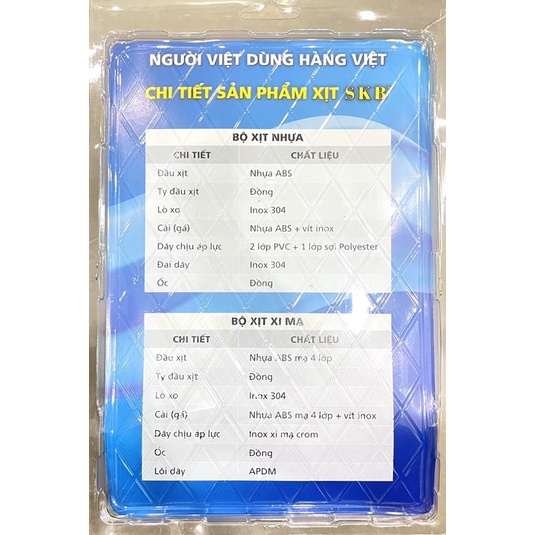 NGƯỜI VIỆT DÙNG HÀNG VIỆT
CHI TIẾT SẢN PHẨM XỊT SKB
BỘ XỊT NHỰA
CHI TIẾT CHẤT LIỆU
Đầu xịt Nhựa ABS
Ty đầu xịt Đồng
Lò xo Inox 304
Cài (gá) Nhựa ABS + vít inox
Dây chịu áp lực 2 lớp PVC + 1 lớp sợi Polyester
Đai dây Inox 304
Ốc Đồng
BỘ XỊT XI MẠ
CHI TIẾT CHẤT LIỆU
Đầu xịt Nhựa ABS mạ 4 lớp
Ty đầu xịt Đồng
Lò xo Inox 304
Cài (gá) Nhựa ABS mạ 4 lớp + vít inox
Dây chịu áp lực Inox xi mạ crom
Ốc Đồng
Lõi dây APDM